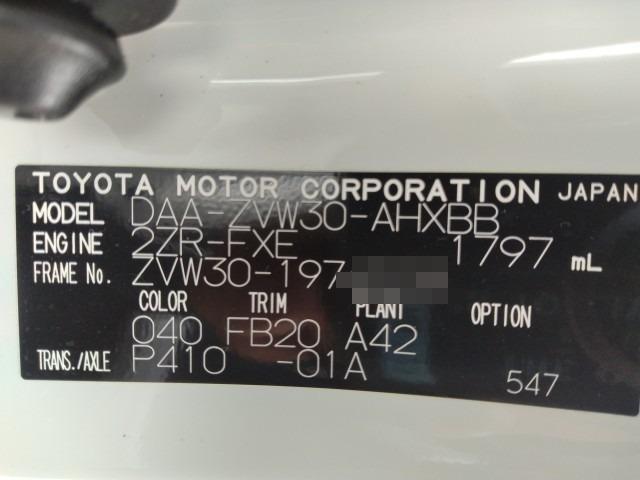 TOYOTA MOTOR CORPORATION JAPAN
MODEL DAA-ZVW30-AHXBB
ENGINE 2ZR-FXE 1797 mL
FRAME No. ZVW30-197
COLOR TRIM PLANT OPTION
040 FB20 A42
TRANS./AXLE P410 -01A
547